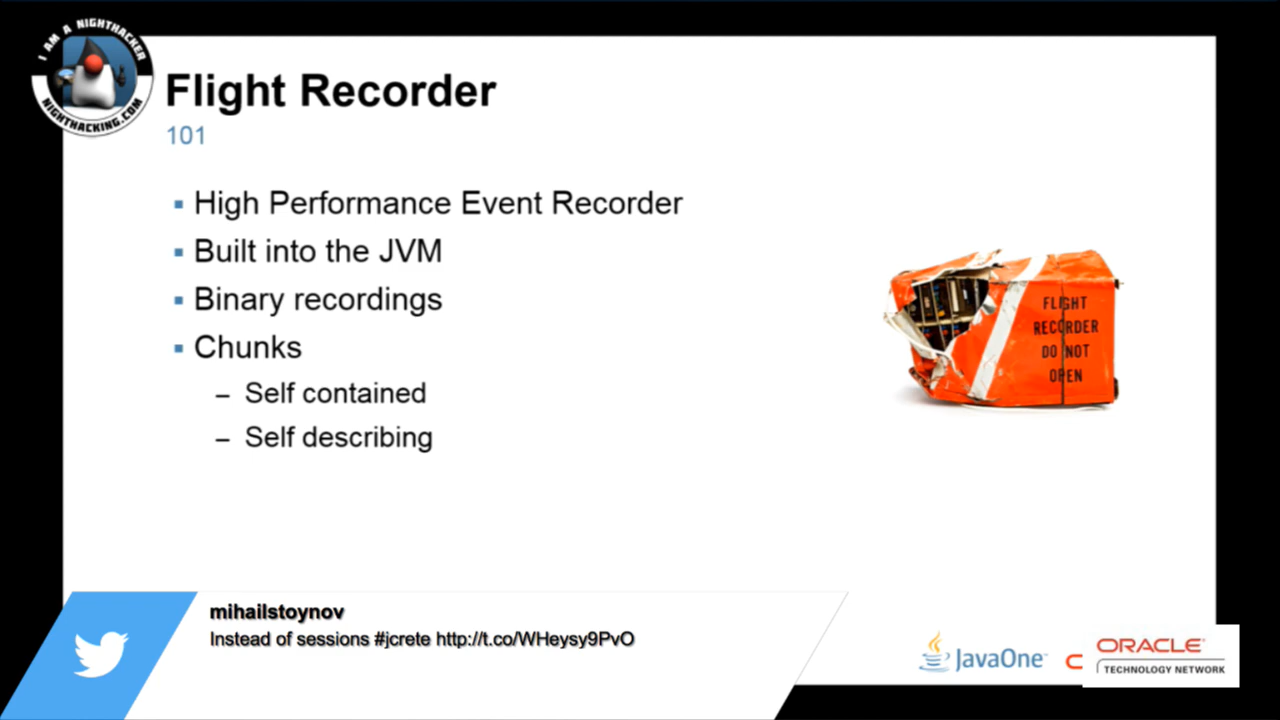 I AM A NIGHTHACKER
NIGHTHACKING.COM
Flight Recorder
101
High Performance Event Recorder
Built into the JVM
Binary recordings
Chunks
– Self contained
– Self describing
FLIGHT
RECORDER
DO NOT
OPEN
mihailstoynov
Instead of sessions #jcrete http://t.co/WHeysy9PvO
JavaOne™
ORACLE
TECHNOLOGY NETWORK